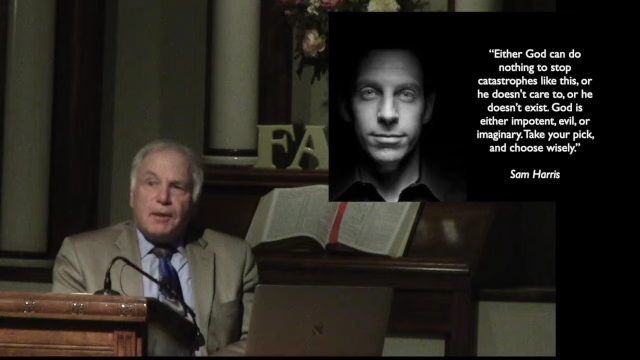 FA
“Either God can do
nothing to stop
catastrophes like this, or
he doesn’t care to, or he
doesn’t exist. God is
either impotent, evil, or
imaginary. Take your pick,
and choose wisely.”
Sam Harris